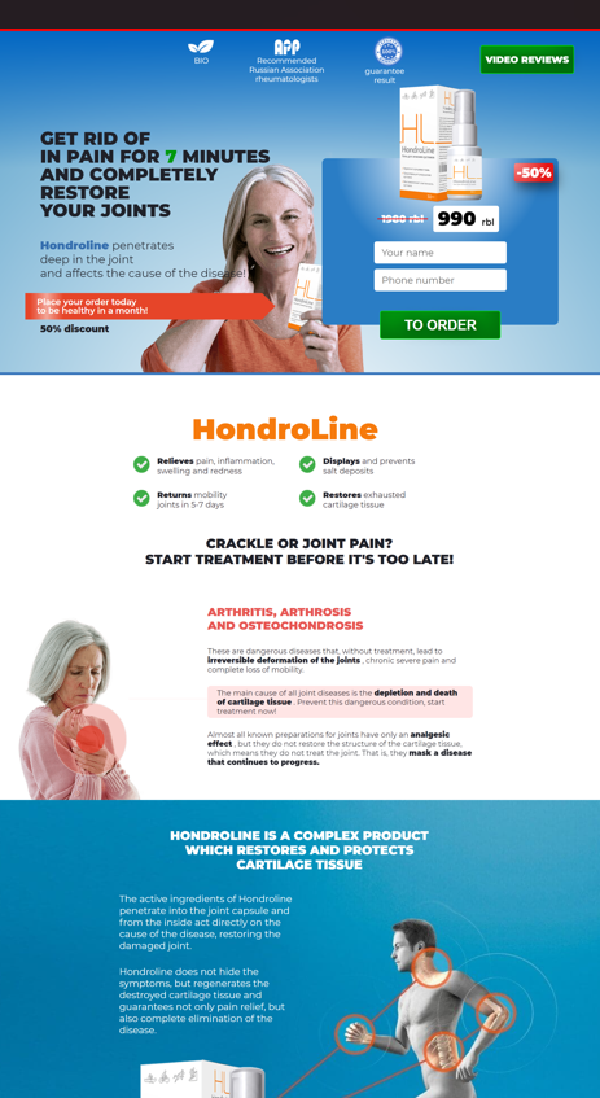 BIO
АРР
Recommended
Russian Association
rheumatologists
100%
guarantee
result
VIDEO REVIEWS
GET RID OF
IN PAIN FOR 7 MINUTES
AND COMPLETELY
RESTORE
YOUR JOINTS
Hondroline penetrates
deep in the joint
and affects the cause of the disease!
Place your order today
to be healthy in a month!
50% discount
HL
HondroLine
HL
-50%
1980 rbl 990 rbl
Your name
Phone number
TO ORDER
HL
HondroLine
Relieves pain, inflammation,
swelling and redness
Displays and prevents
salt deposits
Returns mobility
joints in 5-7 days
Restores exhausted
cartilage tissue
CRACKLE OR JOINT PAIN?
START TREATMENT BEFORE IT'S TOO LATE!
ARTHRITIS, ARTHROSIS
AND OSTEOCHONDROSIS
These are dangerous diseases that, without treatment, lead to
irreversible deformation of the joints , chronic severe pain and
complete loss of mobility.
The main cause of all joint diseases is the depletion and death
of cartilage tissue . Prevent this dangerous condition, start
treatment now!
Almost all known preparations for joints have only an analgesic
effect , but they do not restore the structure of the cartilage tissue,
which means they do not treat the joint. That is, they mask a disease
that continues to progress.
HONDROLINE IS A COMPLEX PRODUCT
WHICH RESTORES AND PROTECTS
CARTILAGE TISSUE
The active ingredients of Hondroline
penetrate into the joint capsule and
from the inside act directly on the
cause of the disease, restoring the
damaged joint.
Hondroline does not hide the
symptoms, but regenerates the
destroyed cartilage tissue and
guarantees not only pain relief, but
also complete elimination of the
disease.
HL